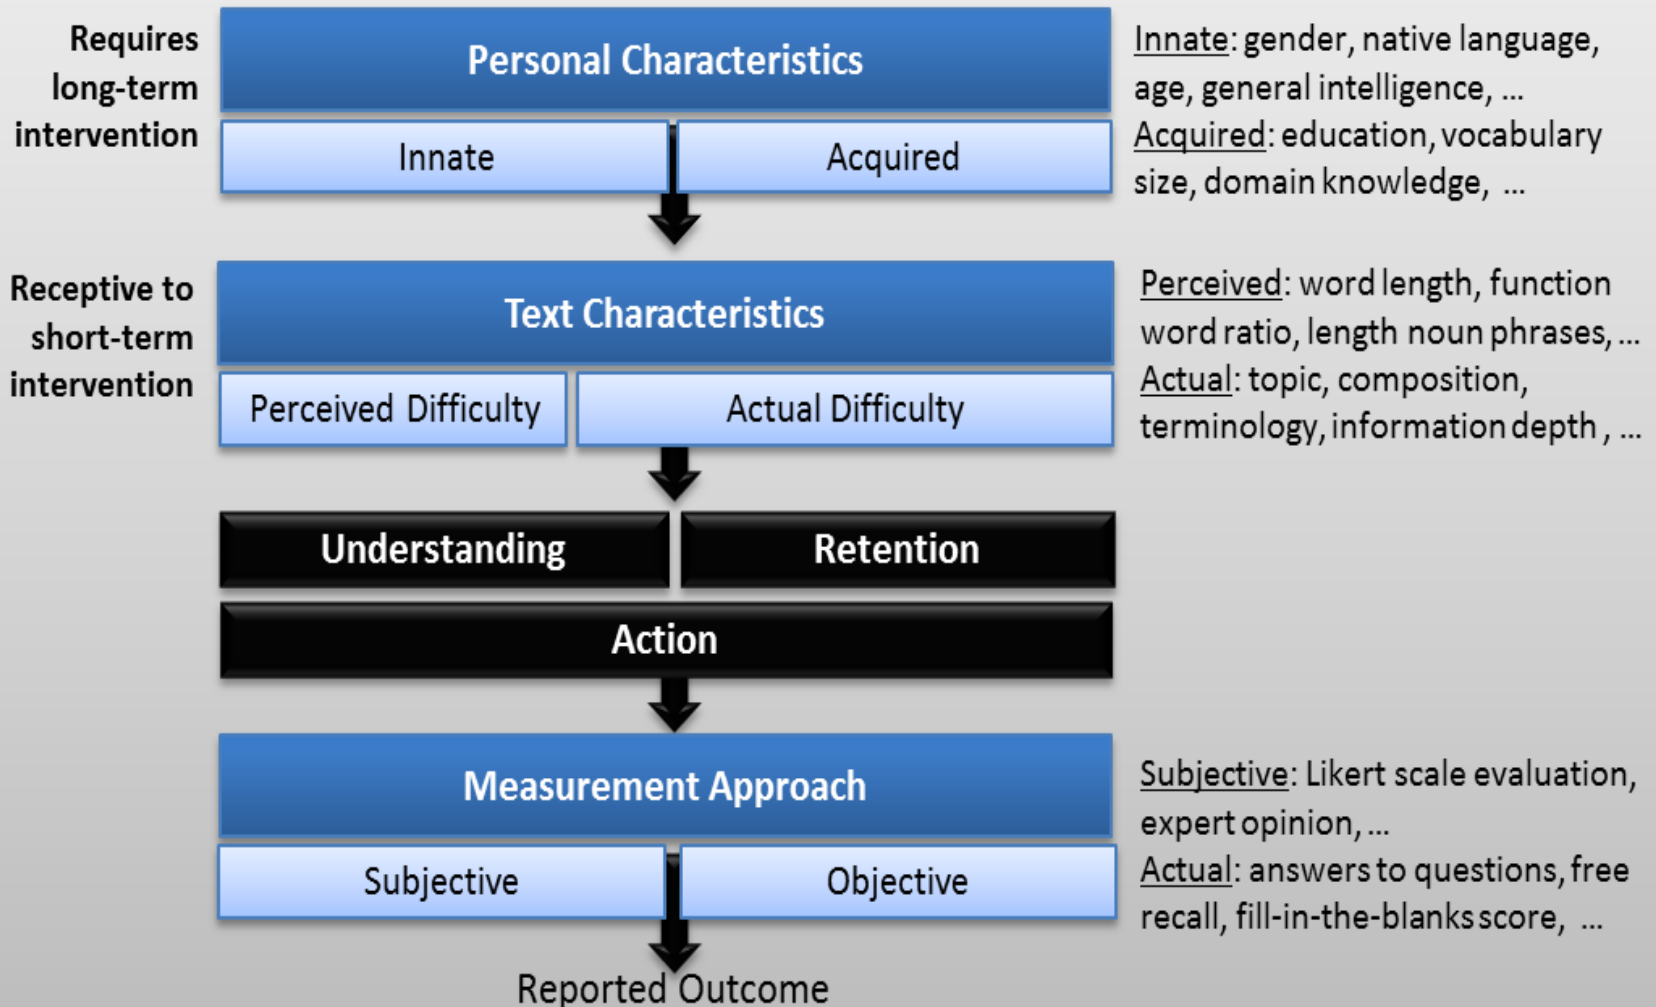 Requires
long-term
intervention
Personal Characteristics
Innate
Acquired
Innate: gender, native language,
age, general intelligence, ...
Acquired: education, vocabulary
size, domain knowledge, ...
Receptive to
short-term
intervention
Text Characteristics
Perceived Difficulty
Actual Difficulty
Perceived: word length, function
word ratio, length noun phrases, ...
Actual: topic, composition,
terminology, information depth , ...
Understanding
Retention
Action
Measurement Approach
Subjective
Objective
Subjective: Likert scale evaluation,
expert opinion, ...
Actual: answers to questions, free
recall, fill-in-the-blanks score, ...
Reported Outcome